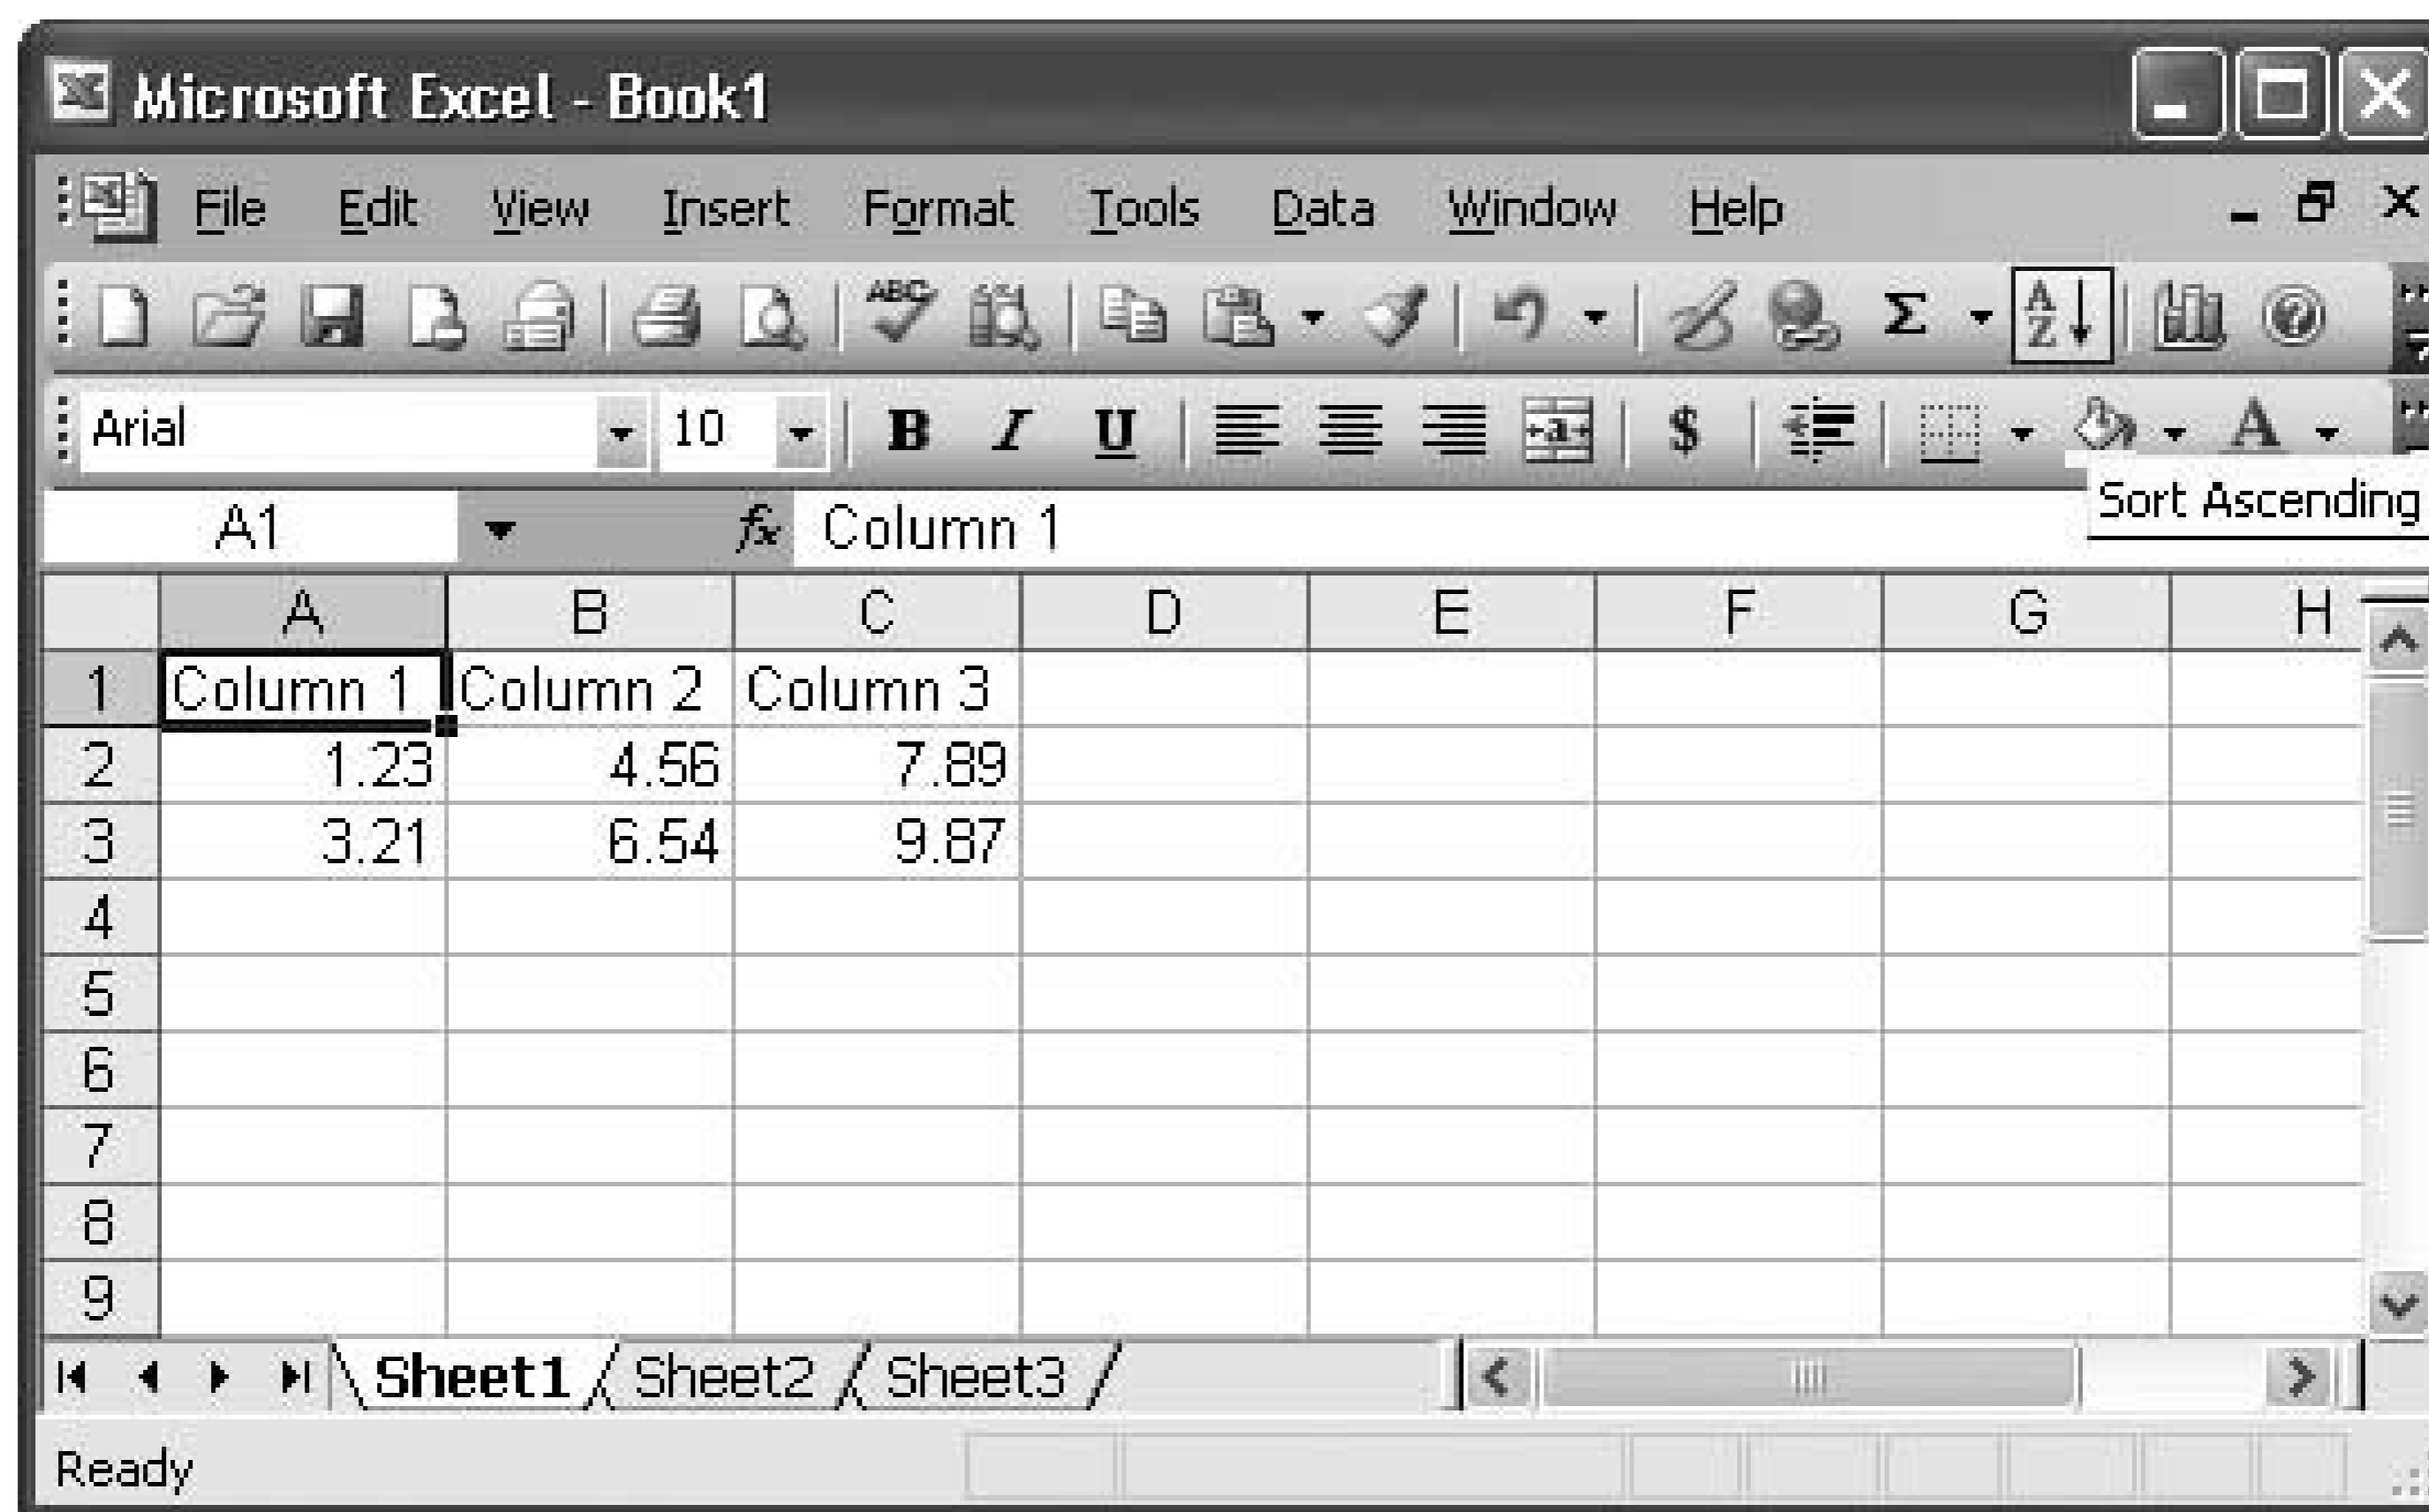 Microsoft Excel - Book1
File Edit View Insert Format Tools Data Window Help
ABC Σ A Z
Arial 10 B I U a $ A
Sort Ascending
A1 fx Column 1
A B C D E F G H
1 Column 1 Column 2 Column 3
2 1.23 4.56 7.89
3 3.21 6.54 9.87
4
5
6
7
8
9
Sheet1 Sheet2 Sheet3
Ready